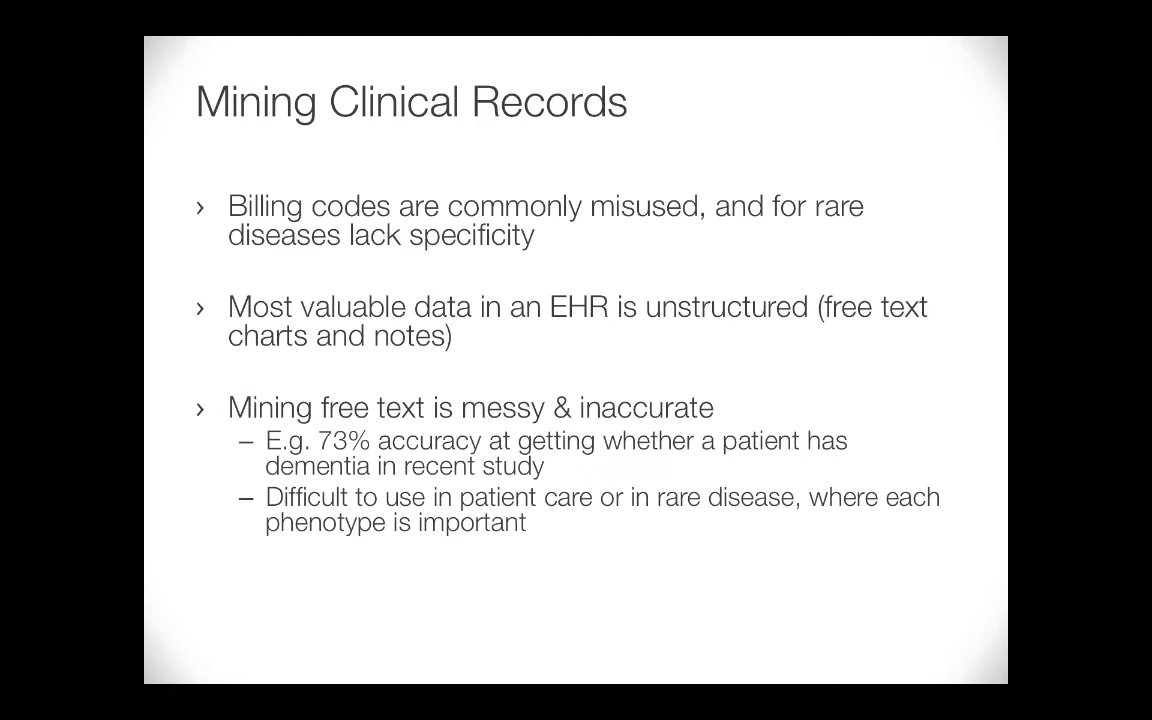 Mining Clinical Records
› Billing codes are commonly misused, and for rare
diseases lack specificity
› Most valuable data in an EHR is unstructured (free text
charts and notes)
› Mining free text is messy & inaccurate
– E.g. 73% accuracy at getting whether a patient has
dementia in recent study
– Difficult to use in patient care or in rare disease, where each
phenotype is important